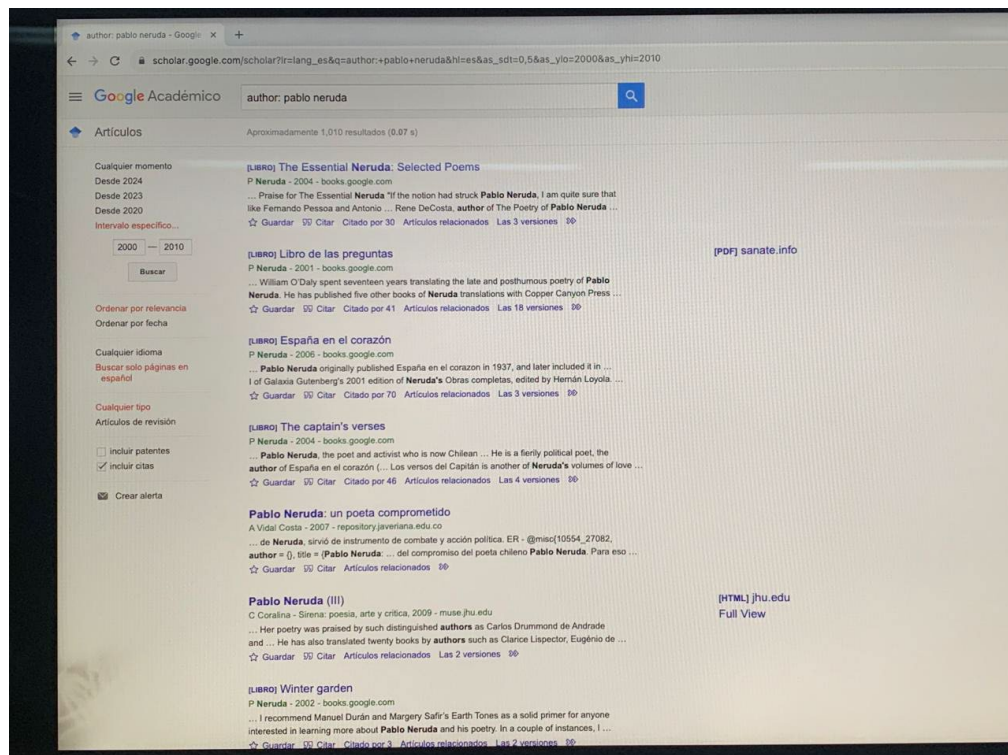 author: pablo neruda - Google
scholar.google.com/scholar?lr=lang_es&q=author:+pablo+neruda&hl=es&as_sdt=0,5&as_ylo=2000&as_yhi=2010
Google Académico
author: pablo neruda
Artículos
Aproximadamente 1,010 resultados (0.07 s)
Cualquier momento
Desde 2024
Desde 2023
Desde 2020
Intervalo específico...
2000 — 2010
Buscar
Ordenar por relevancia
Ordenar por fecha
Cualquier idioma
Buscar solo páginas en
español
Cualquier tipo
Artículos de revisión
incluir patentes
incluir citas
Crear alerta
[LIBRO] The Essential Neruda: Selected Poems
P Neruda - 2004 - books.google.com
... Praise for The Essential Neruda "If the notion had struck Pablo Neruda, I am quite sure that
like Fernando Pessoa and Antonio ... Rene DeCosta, author of The Poetry of Pablo Neruda ...
Guardar Citar Citado por 30 Artículos relacionados Las 3 versiones
[LIBRO] Libro de las preguntas
[PDF] sanate.info
P Neruda - 2001 - books.google.com
... William O'Daly spent seventeen years translating the late and posthumous poetry of Pablo
Neruda. He has published five other books of Neruda translations with Copper Canyon Press ...
Guardar Citar Citado por 41 Artículos relacionados Las 18 versiones
[LIBRO] España en el corazón
P Neruda - 2006 - books.google.com
... Pablo Neruda originally published España en el corazon in 1937, and later included it in ...
I of Galaxia Gutenberg's 2001 edition of Neruda's Obras completas, edited by Hernán Loyola. ...
Guardar Citar Citado por 70 Artículos relacionados Las 3 versiones
[LIBRO] The captain's verses
P Neruda - 2004 - books.google.com
... Pablo Neruda, the poet and activist who is now Chilean ... He is a fierily political poet, the
author of España en el corazón (... Los versos del Capitán is another of Neruda's volumes of love ...
Guardar Citar Citado por 46 Artículos relacionados Las 4 versiones
Pablo Neruda: un poeta comprometido
A Vidal Costa - 2007 - repository.javeriana.edu.co
... de Neruda, sirvió de instrumento de combate y acción política. ER - @misc{10554_27082,
author = {}, title = {Pablo Neruda: ... del compromiso del poeta chileno Pablo Neruda. Para eso ...
Guardar Citar Artículos relacionados
Pablo Neruda (III)
[HTML] jhu.edu
C Coralina - Sirena: poesia, arte y critica, 2009 - muse.jhu.edu
Full View
... Her poetry was praised by such distinguished authors as Carlos Drummond de Andrade
and ... He has also translated twenty books by authors such as Clarice Lispector, Eugênio de ...
Guardar Citar Artículos relacionados Las 2 versiones
[LIBRO] Winter garden
P Neruda - 2002 - books.google.com
... I recommend Manuel Durán and Margery Safir's Earth Tones as a solid primer for anyone
interested in learning more about Pablo Neruda and his poetry. In a couple of instances, I ...
Guardar Citar Citado por 3 Artículos relacionados Las 2 versiones